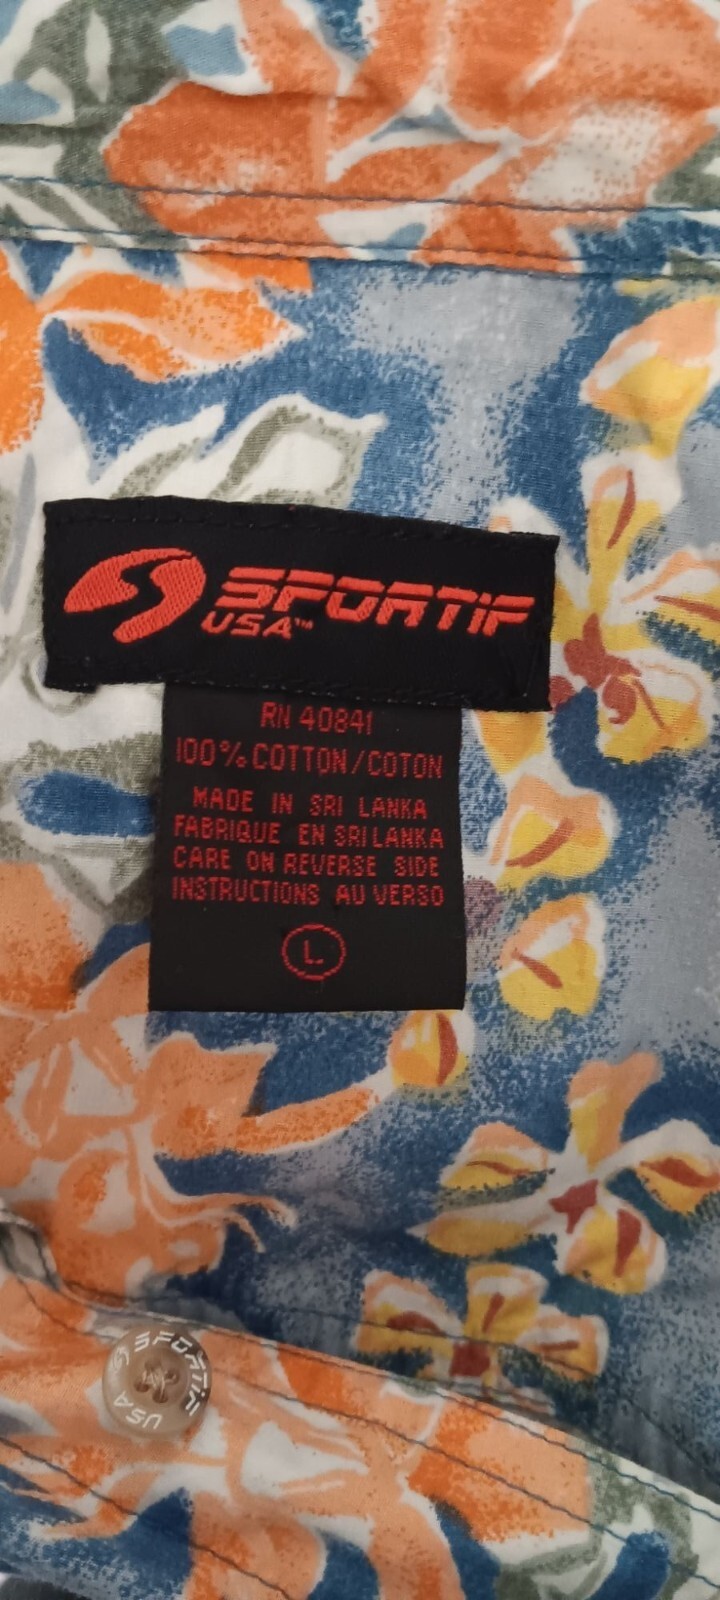 SPORTIF
USA™
RN 40841
100% COTTON/COTON
MADE IN SRI LANKA
FABRIQUE EN SRI LANKA
CARE ON REVERSE SIDE
INSTRUCTIONS AU VERSO
L
SPORTIF
USA